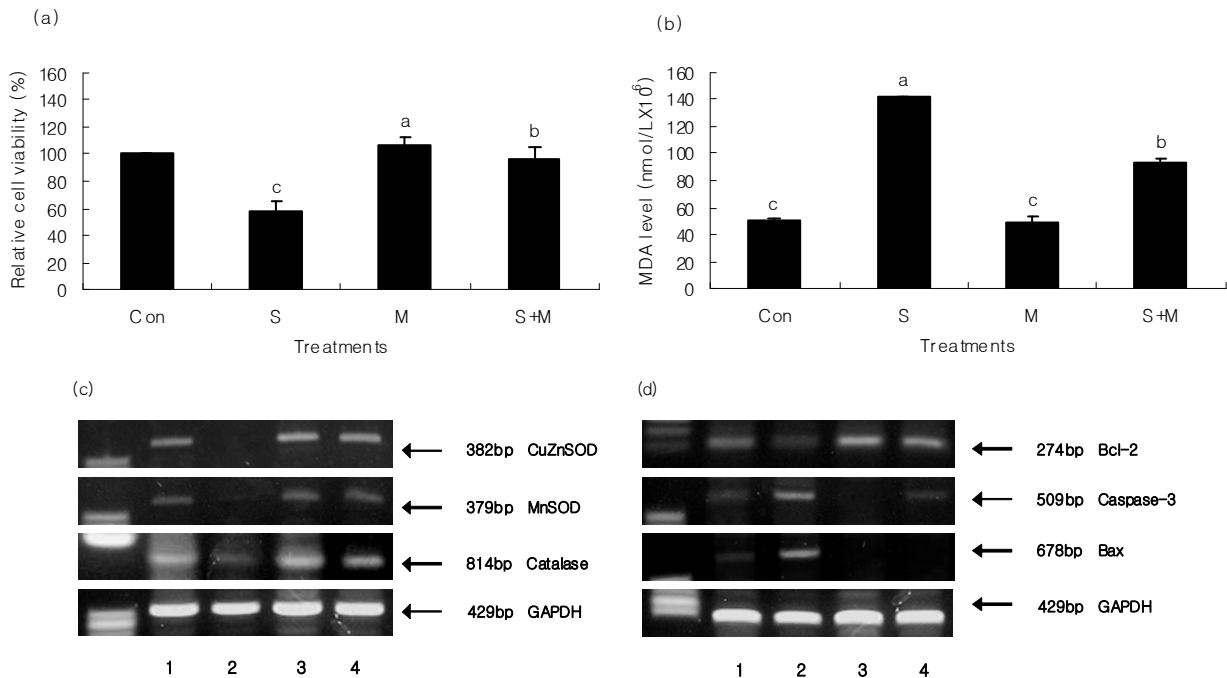 (a)
Relative cell viability (%)
160
140
120
100
80
60
40
20
0
c
a
b
Con
S
M
S+M
Treatments
(b)
MDA level (nmol/LX10⁶)
160
140
120
100
80
60
40
20
0
c
a
c
b
Con
S
M
S+M
Treatments
(c)
382bp CuZnSOD
379bp MnSOD
814bp Catalase
429bp GAPDH
1 2 3 4
(d)
274bp Bcl-2
509bp Caspase-3
678bp Bax
429bp GAPDH
1 2 3 4